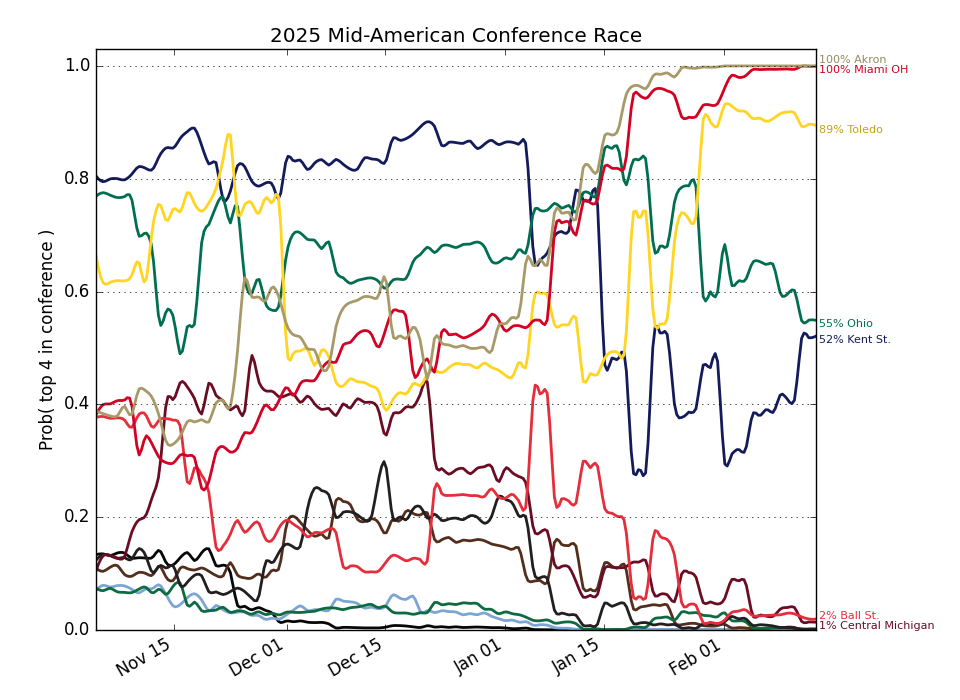 2025 Mid-American Conference Race
Prob( top 4 in conference )
1.0
0.8
0.6
0.4
0.2
0.0
Nov 15
Dec 01
Dec 15
Jan 01
Jan 15
Feb 01
100% Akron
100% Miami OH
89% Toledo
55% Ohio
52% Kent St.
2% Ball St.
1% Central Michigan